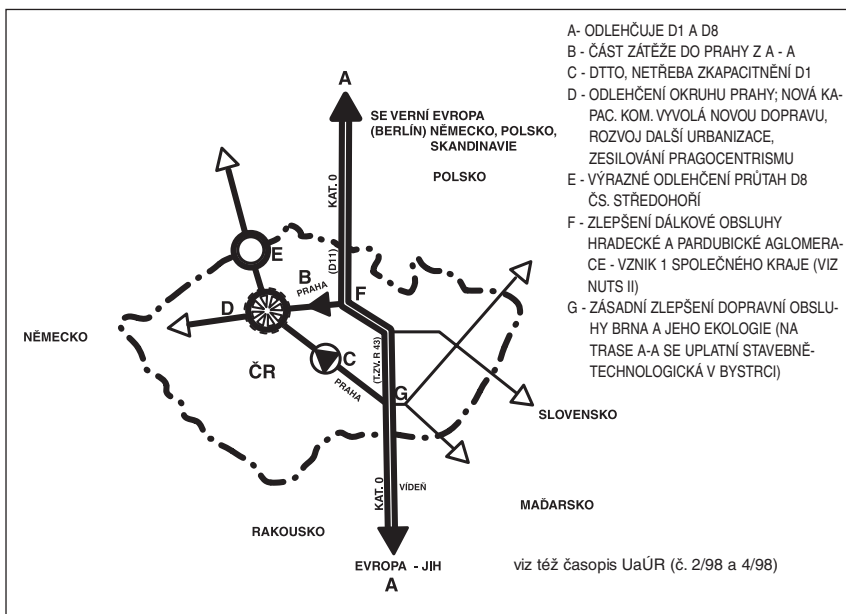 A
SE VERNÍ EVROPA
(BERLÍN) NĚMECKO, POLSKO,
SKANDINAVIE
POLSKO
KAT. 0
(D11)
E
B
PRAHA
F
D
NĚMECKO
ČR
C
PRAHA
(T.ZV. R 43)
G
SLOVENSKO
KAT. 0
VÍDEŇ
MAĎARSKO
RAKOUSKO
EVROPA - JIH
A
A- ODLEHČUJE D1 A D8
B - ČÁST ZÁTĚŽE DO PRAHY Z A - A
C - DTTO, NETŘEBA ZKAPACITNĚNÍ D1
D - ODLEHČENÍ OKRUHU PRAHY; NOVÁ KA-
PAC. KOM. VYVOLÁ NOVOU DOPRAVU,
ROZVOJ DALŠÍ URBANIZACE,
ZESILOVÁNÍ PRAGOCENTRISMU
E - VÝRAZNÉ ODLEHČENÍ PRŮTAH D8
ČS. STŘEDOHOŘÍ
F - ZLEPŠENÍ DÁLKOVÉ OBSLUHY
HRADECKÉ A PARDUBICKÉ AGLOMERA-
CE - VZNIK 1 SPOLEČNÉHO KRAJE (VIZ
NUTS II)
G - ZÁSADNÍ ZLEPŠENÍ DOPRAVNÍ OBSLU-
HY BRNA A JEHO EKOLOGIE (NA
TRASE A-A SE UPLATNÍ STAVEBNĚ-
TECHNOLOGICKÁ V BYSTRCI)
viz též časopis UaÚR (č. 2/98 a 4/98)